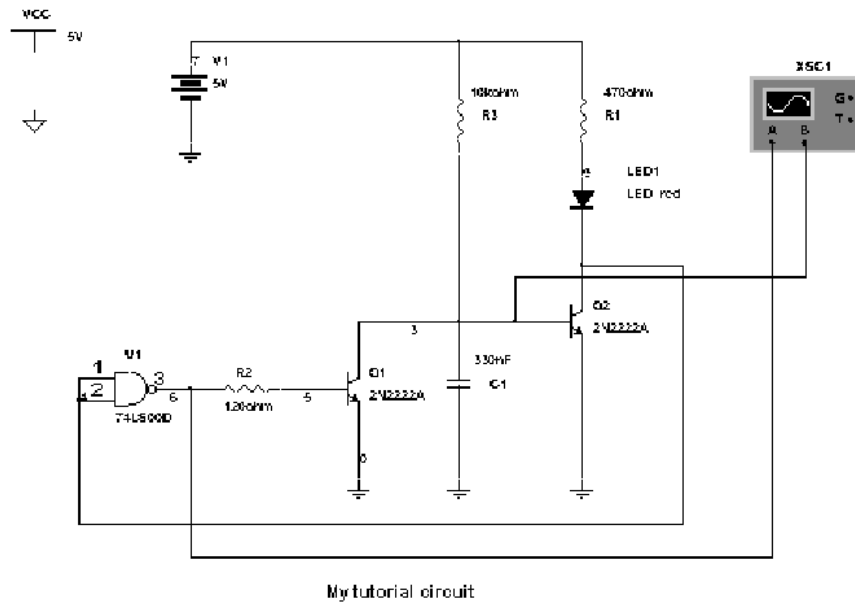 VCC
5V
V1
5V
10kohm
R3
470ohm
R1
XSC1
G
T
A B
LED1
LED red
Q2
2N2222A
3
330nF
C1
U1
1
2
3
6
74LS00D
R2
120ohm
5
Q1
2N2222A
0
My tutorial circuit